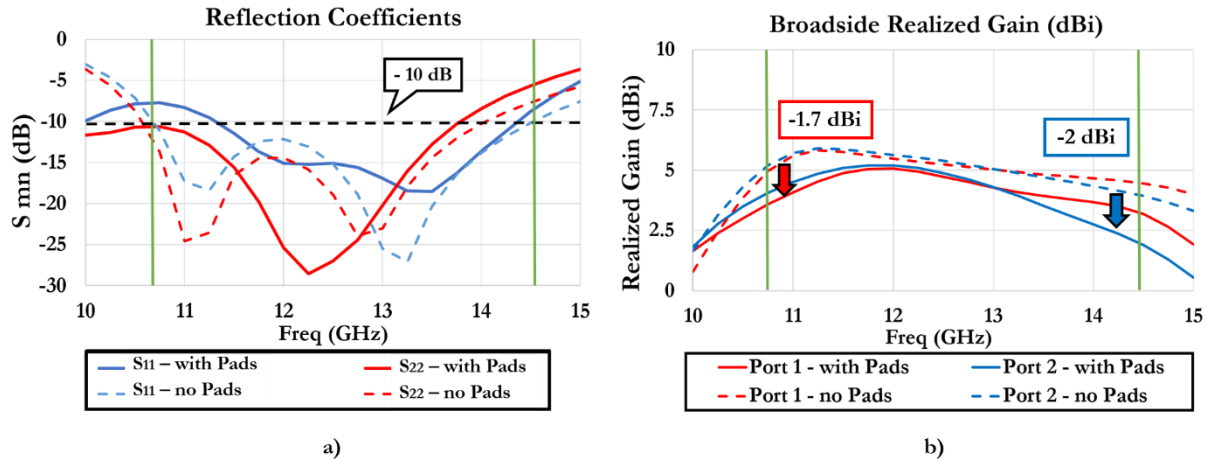 Reflection Coefficients
0
-5
-10
-15
-20
-25
-30
S mn (dB)
- 10 dB
10 11 12 13 14 15
Freq (GHz)
S11 – with Pads S22 – with Pads
S11 – no Pads S22 – no Pads
a)
Broadside Realized Gain (dBi)
10
7.5
5
2.5
0
Realized Gain (dBi)
-1.7 dBi
-2 dBi
10 11 12 13 14 15
Freq (GHz)
Port 1 - with Pads Port 2 - with Pads
Port 1 - no Pads Port 2 - no Pads
b)